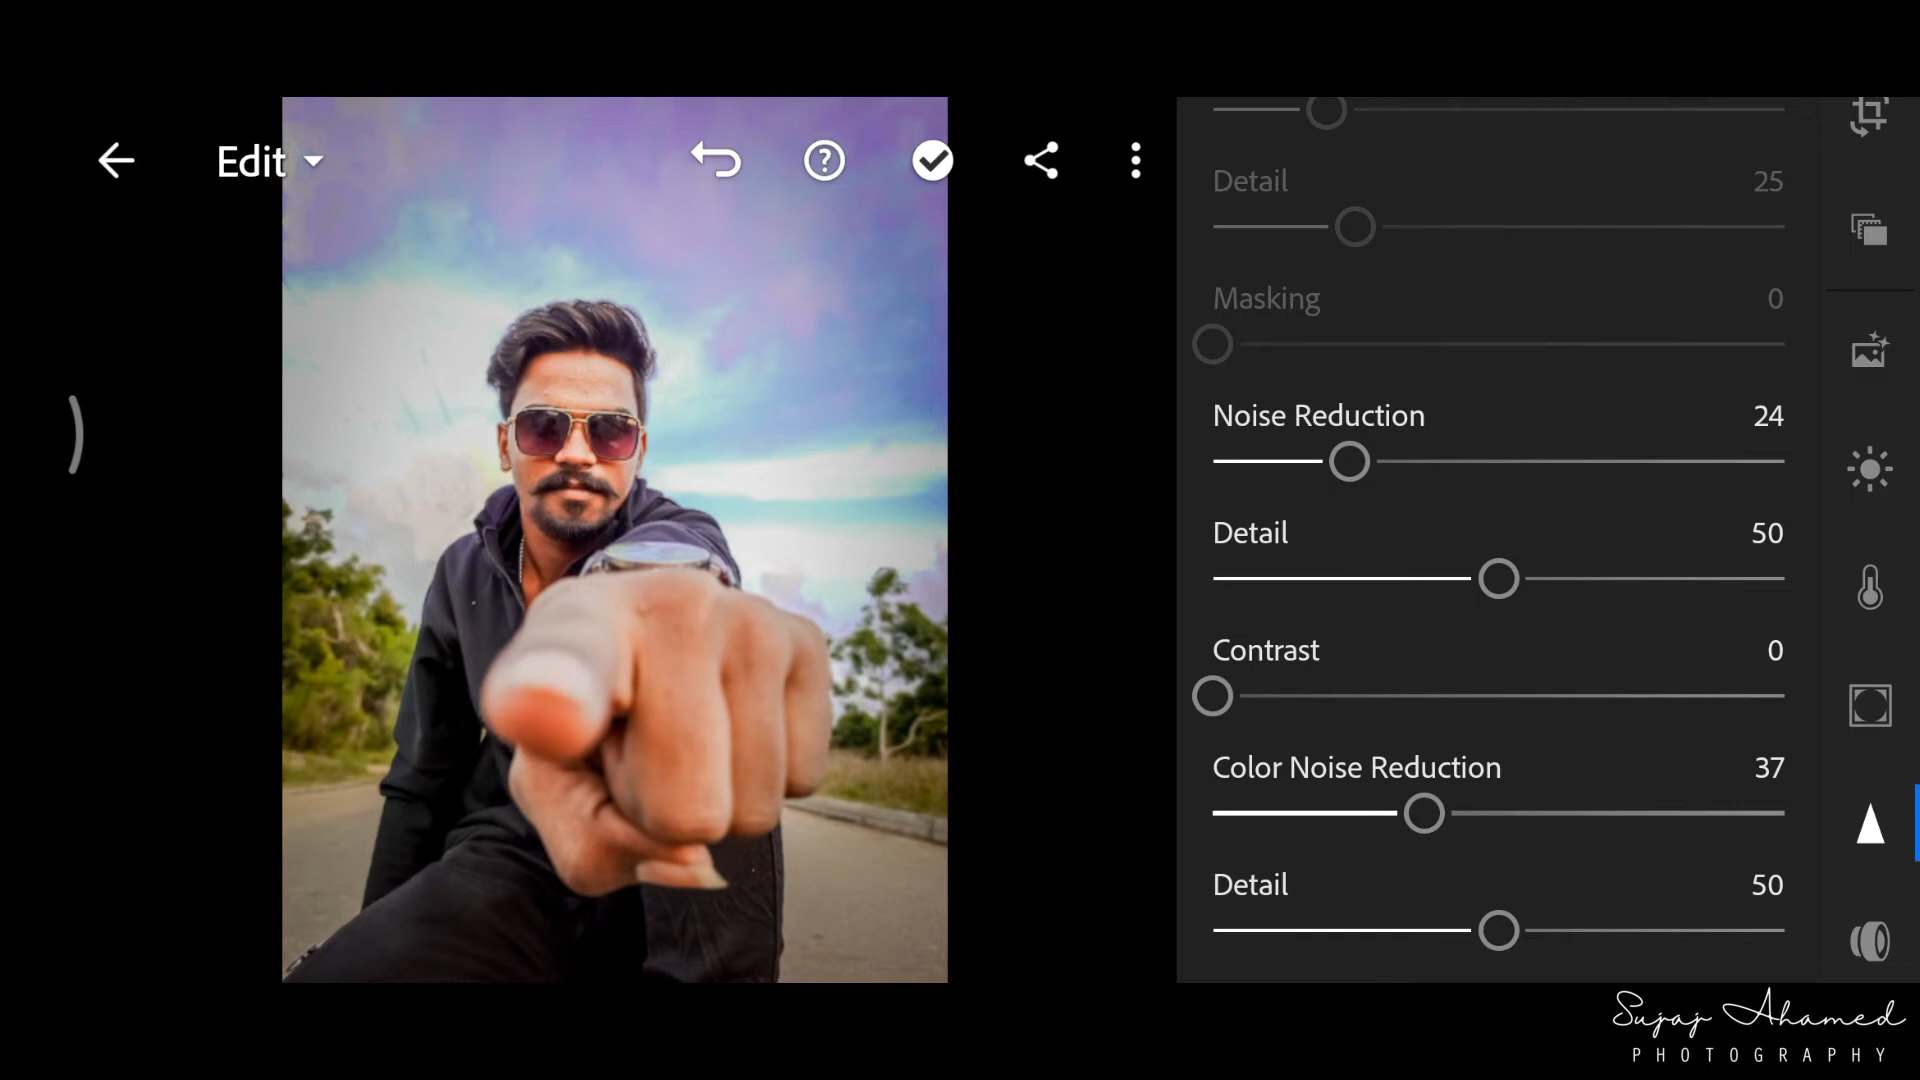 Edit
Detail 25
Masking 0
Noise Reduction 24
Detail 50
Contrast 0
Color Noise Reduction 37
Detail 50
Sujaj Ahamed
PHOTOGRAPHY